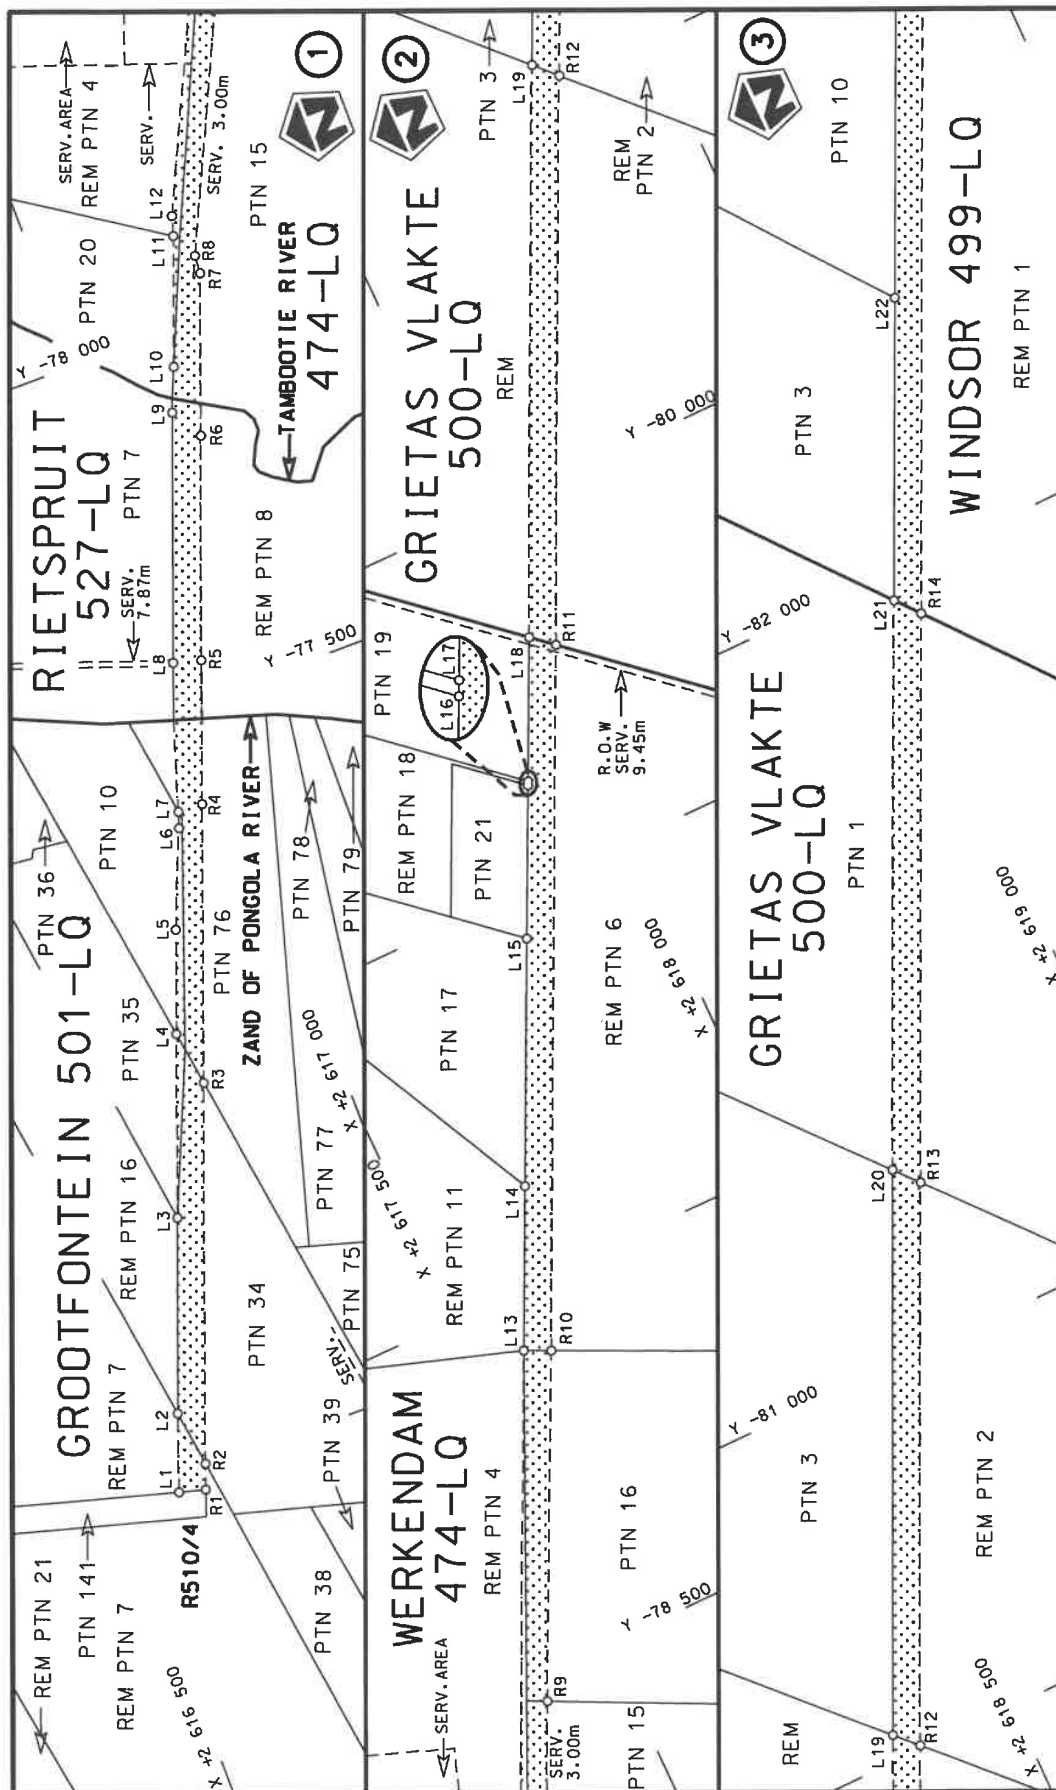 GROOTFONTEIN 501-LQ
RIETSPRUIT
527-LQ
REM PTN 21
PTN 141
REM PTN 7
X +2 616 500
R510/4
REM PTN 7
L1
L2
R1
R2
PTN 38
PTN 39
SERV.
PTN 75
PTN 34
REM PTN 16
L3
PTN 35
L4
R3
PTN 77
X +2 617 000
PTN 36
L5
PTN 76
ZAND OF PONGOLA RIVER
PTN 10
L6
L7
R4
PTN 78
PTN 79
SERV.
7.87m
PTN 7
L8
R5
REM PTN 8
Y -77 500
L9
L10
R6
Y -78 000
TAMBOOTIE RIVER
474-LQ
PTN 20
L11
L12
R7
R8
SERV. AREA
REM PTN 4
SERV.
SERV. 3.00m
PTN 15
N
1
WERKENDAM
474-LQ
SERV. AREA
REM PTN 4
SERV.
3.00m
PTN 15
R9
PTN 16
Y -78 500
L13
R10
X +2 617 500
REM PTN 11
L14
PTN 17
L15
REM PTN 6
X +2 618 000
REM PTN 18
PTN 21
PTN 19
L16
L17
L18
R11
R.O.W
SERV.
9.45m
GRIETAS VLAKTE
500-LQ
REM
Y -80 000
PTN 3
L19
R12
REM
PTN 2
N
2
REM
L19
R12
X +2 618 500
PTN 3
Y -81 000
REM PTN 2
L20
R13
GRIETAS VLAKTE
500-LQ
PTN 1
X +2 619 000
Y -82 000
L21
R14
PTN 3
L22
WINDSOR 499-LQ
REM PTN 1
PTN 10
N
3